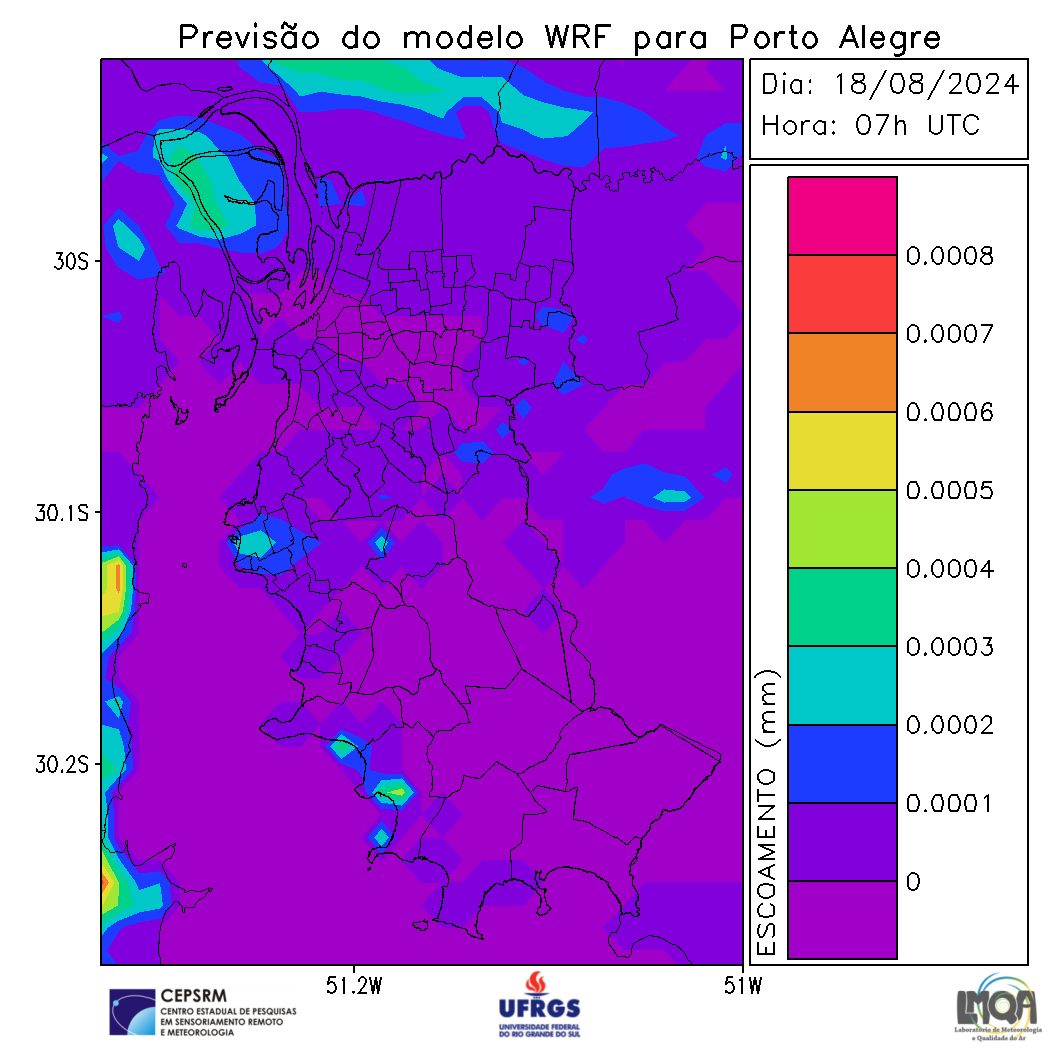 Previsão do modelo WRF para Porto Alegre
Dia: 18/08/2024
Hora: 07h UTC
30S
30.1S
30.2S
51.2W
51W
ESCOAMENTO (mm)
0.0008
0.0007
0.0006
0.0005
0.0004
0.0003
0.0002
0.0001
0
CEPSRM
CENTRO ESTADUAL DE PESQUISAS
EM SENSORIAMENTO REMOTO
E METEOROLOGIA
UFRGS
UNIVERSIDADE FEDERAL
DO RIO GRANDE DO SUL
LMQA
Laboratório de Meteorologia
e Qualidade do Ar